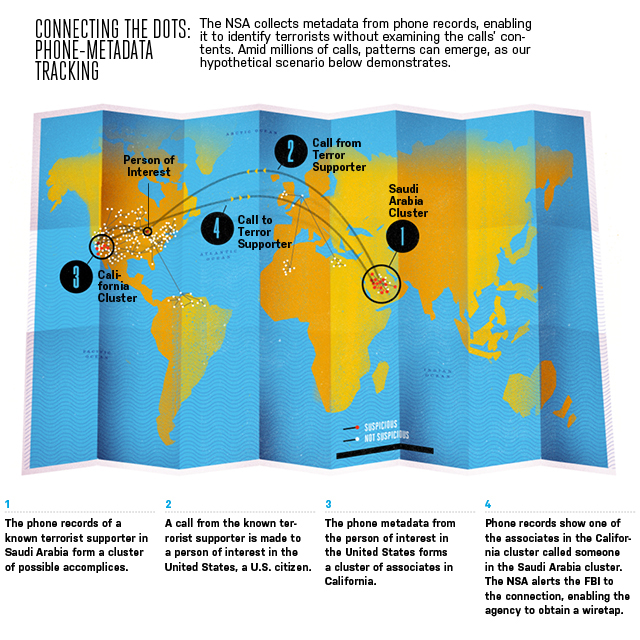 CONNECTING THE DOTS:
PHONE-METADATA
TRACKING
The NSA collects metadata from phone records, enabling
it to identify terrorists without examining the calls' con-
tents. Amid millions of calls, patterns can emerge, as our
hypothetical scenario below demonstrates.
ARCTIC OCEAN
Person of
Interest
2
Call from
Terror
Supporter
Saudi
Arabia
Cluster
1
4
Call to
Terror
Supporter
ATLANTIC
OCEAN
3
Cali-
fornia
Cluster
PACIFIC
OCEAN
INDIAN
OCEAN
SUSPICIOUS
NOT SUSPICIOUS
1
The phone records of a
known terrorist supporter in
Saudi Arabia form a cluster
of possible accomplices.
2
A call from the known ter-
rorist supporter is made to
a person of interest in the
United States, a U.S. citizen.
3
The phone metadata from
the person of interest in
the United States forms
a cluster of associates in
California.
4
Phone records show one of
the associates in the Califor-
nia cluster called someone
in the Saudi Arabia cluster.
The NSA alerts the FBI to
the connection, enabling the
agency to obtain a wiretap.